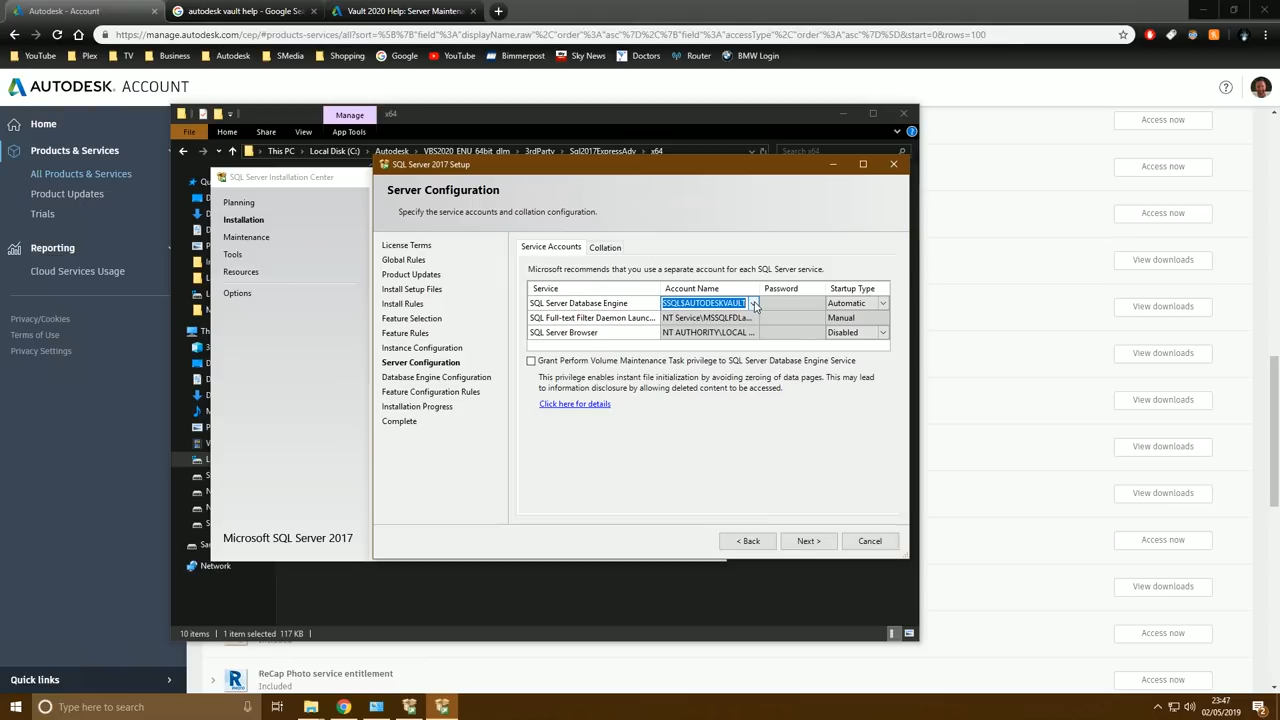 Autodesk - Account
autodesk vault help - Google Sea
Vault 2020 Help: Server Mainten
https://manage.autodesk.com/cep/#products-services/all?sort=%5B%7B"field"%3A"displayName.raw"%2C"order"%3A"asc"%7D%2C%7B"field"%3A"accessType"%2C"order"%3A"asc"%7D%5D&start=0&rows=100
YouTube
Plex
TV
Business
Autodesk
SMedia
Shopping
Google
YouTube
Bimmerpost
Sky News
Doctors
Router
BMW Login
AUTODESK. ACCOUNT
Home
Products & Services
All Products & Services
Product Updates
Trials
Reporting
Cloud Services Usage
Privacy/Cookies
Terms of Use
Privacy Settings
Quick links
Manage
x64
File
Home
Share
View
App Tools
This PC
Local Disk (C:)
Autodesk
VBS2020_ENU_64bit_dlm
3rdParty
Sql2017ExpressAdv
x64
Search x64
SQL Server Installation Center
Planning
Installation
Maintenance
Tools
Resources
Options
Microsoft SQL Server 2017
Network
10 items
1 item selected 117 KB
SQL Server 2017 Setup
Server Configuration
Specify the service accounts and collation configuration.
License Terms
Global Rules
Product Updates
Install Setup Files
Install Rules
Feature Selection
Feature Rules
Instance Configuration
Server Configuration
Database Engine Configuration
Feature Configuration Rules
Installation Progress
Complete
Service Accounts
Collation
Microsoft recommends that you use a separate account for each SQL Server service.
Service
Account Name
Password
Startup Type
SQL Server Database Engine
SSQL$AUTODESKVAULT
Automatic
SQL Full-text Filter Daemon Launc...
NT Service\MSSQLFDLa...
Manual
SQL Server Browser
NT AUTHORITY\LOCAL ...
Disabled
Grant Perform Volume Maintenance Task privilege to SQL Server Database Engine Service
This privilege enables instant file initialization by avoiding zeroing of data pages. This may lead
to information disclosure by allowing deleted content to be accessed.
Click here for details
< Back
Next >
Cancel
Access now
Access now
Access now
View downloads
View downloads
View downloads
View downloads
View downloads
View downloads
Access now
View downloads
Access now
Access now
ReCap Photo service entitlement
Included
Type here to search
23:47
02/05/2019